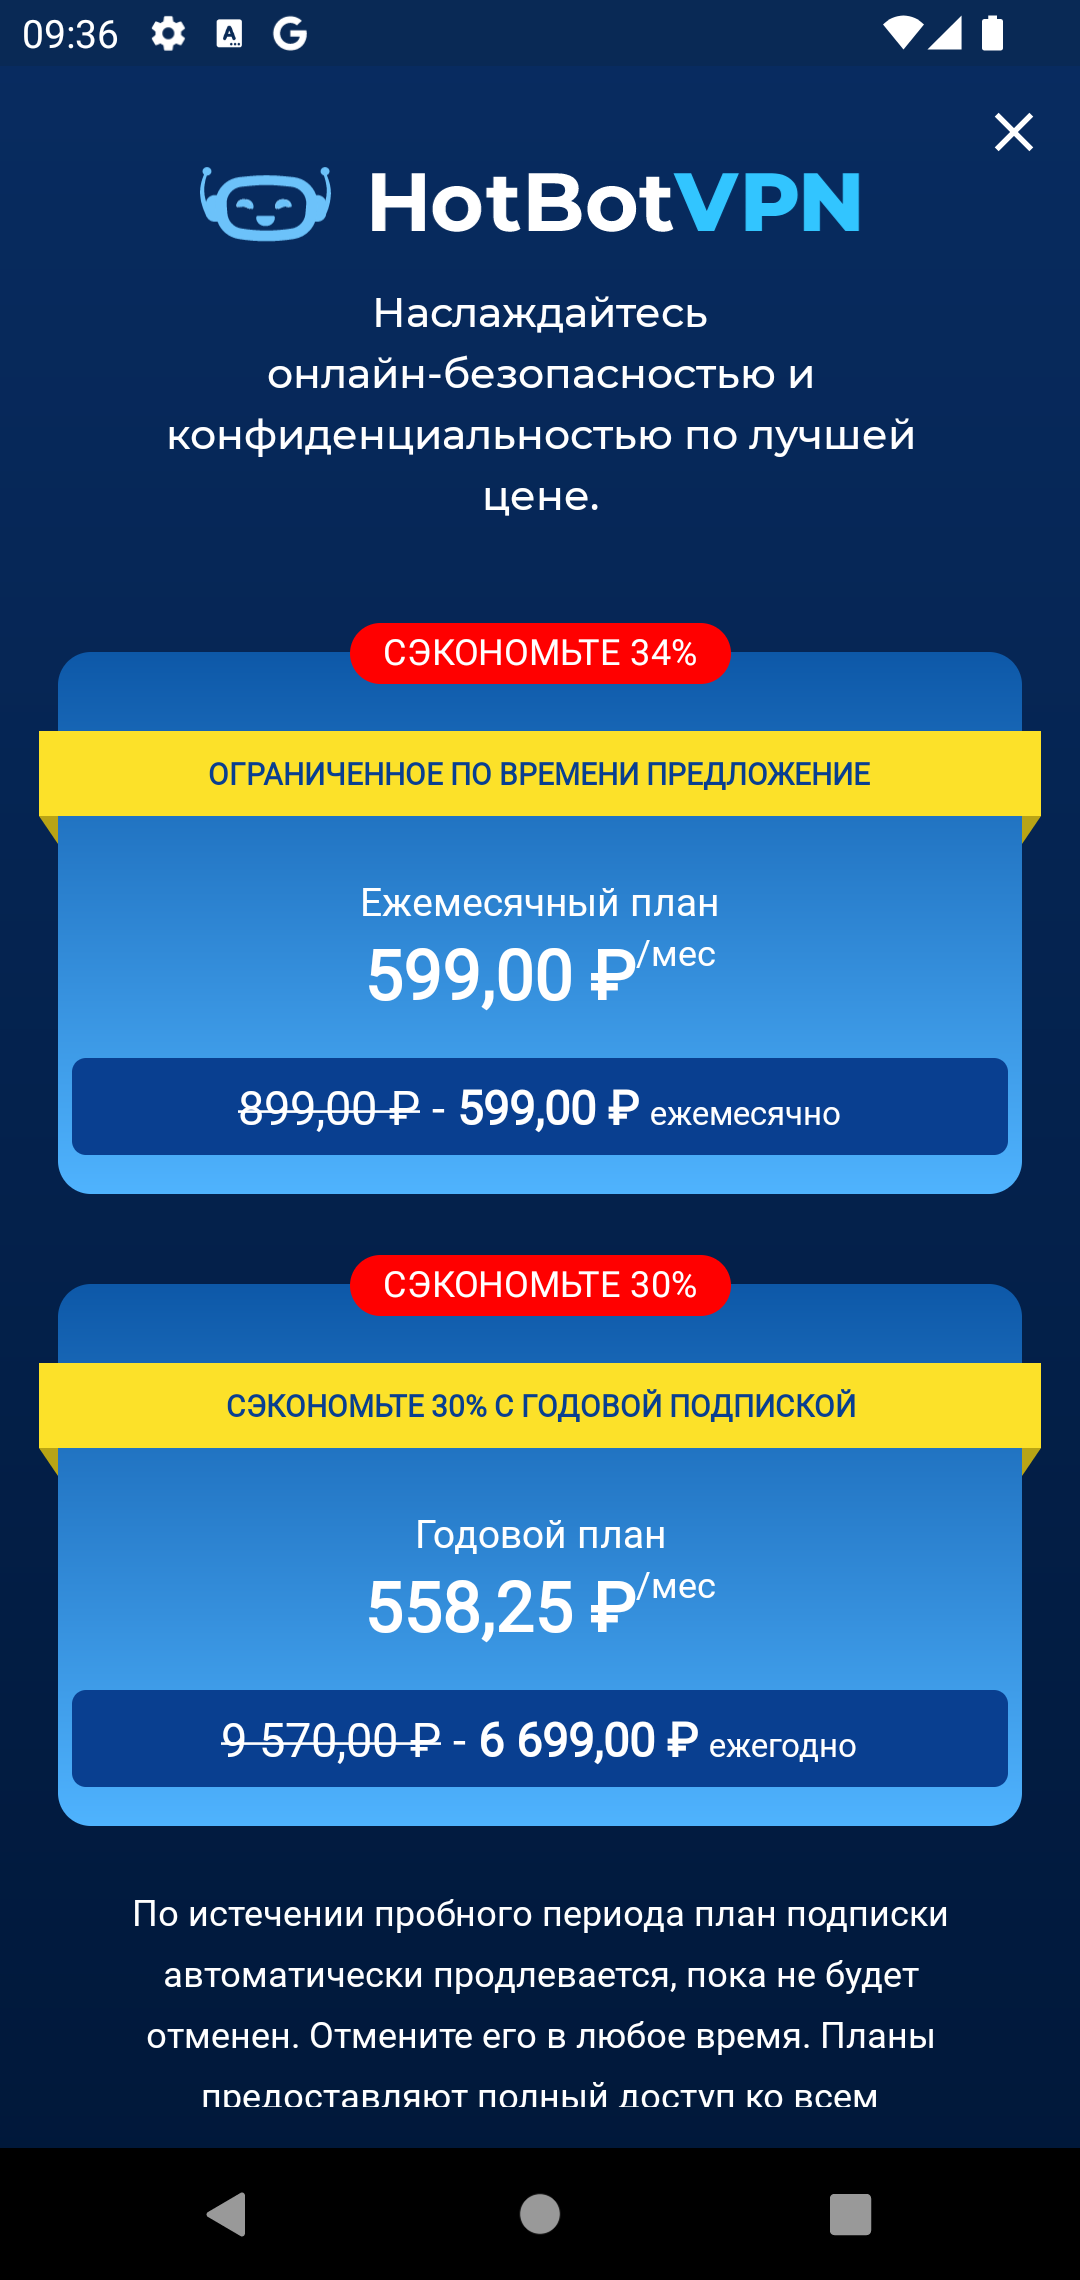 09:36
HotBotVPN
Наслаждайтесь
онлайн-безопасностью и
конфиденциальностью по лучшей
цене.
СЭКОНОМЬТЕ 34%
ОГРАНИЧЕННОЕ ПО ВРЕМЕНИ ПРЕДЛОЖЕНИЕ
Ежемесячный план
599,00 ₽/мес
899,00 ₽ - 599,00 ₽ ежемесячно
СЭКОНОМЬТЕ 30%
СЭКОНОМЬТЕ 30% С ГОДОВОЙ ПОДПИСКОЙ
Годовой план
558,25 ₽/мес
9 570,00 ₽ - 6 699,00 ₽ ежегодно
По истечении пробного периода план подписки
автоматически продлевается, пока не будет
отменен. Отмените его в любое время. Планы
предоставляют полный доступ ко всем